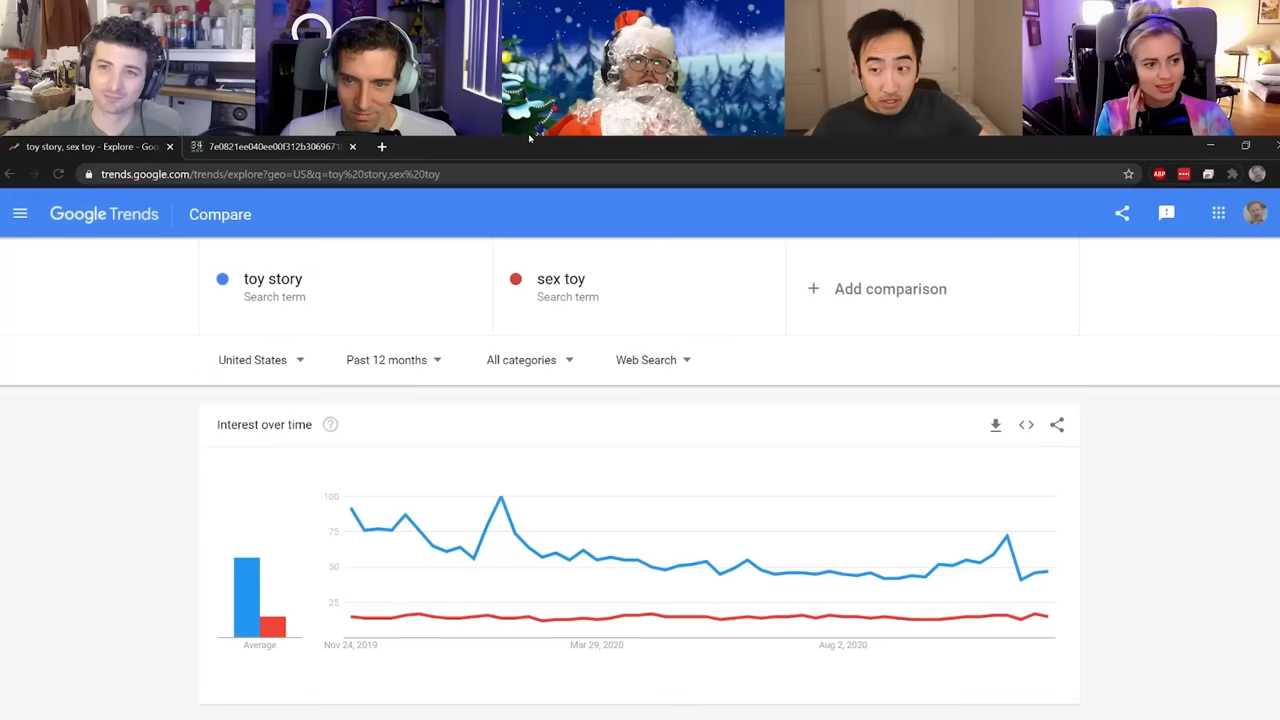 toy story, sex toy - Explore - Goo
7e0821ee040ee00f312b3069671
trends.google.com/trends/explore?geo=US&q=toy%20story,sex%20toy
ABP
Google Trends
Compare
toy story
Search term
sex toy
Search term
+ Add comparison
United States
Past 12 months
All categories
Web Search
Interest over time
100
75
50
25
Average
Nov 24, 2019
Mar 29, 2020
Aug 2, 2020